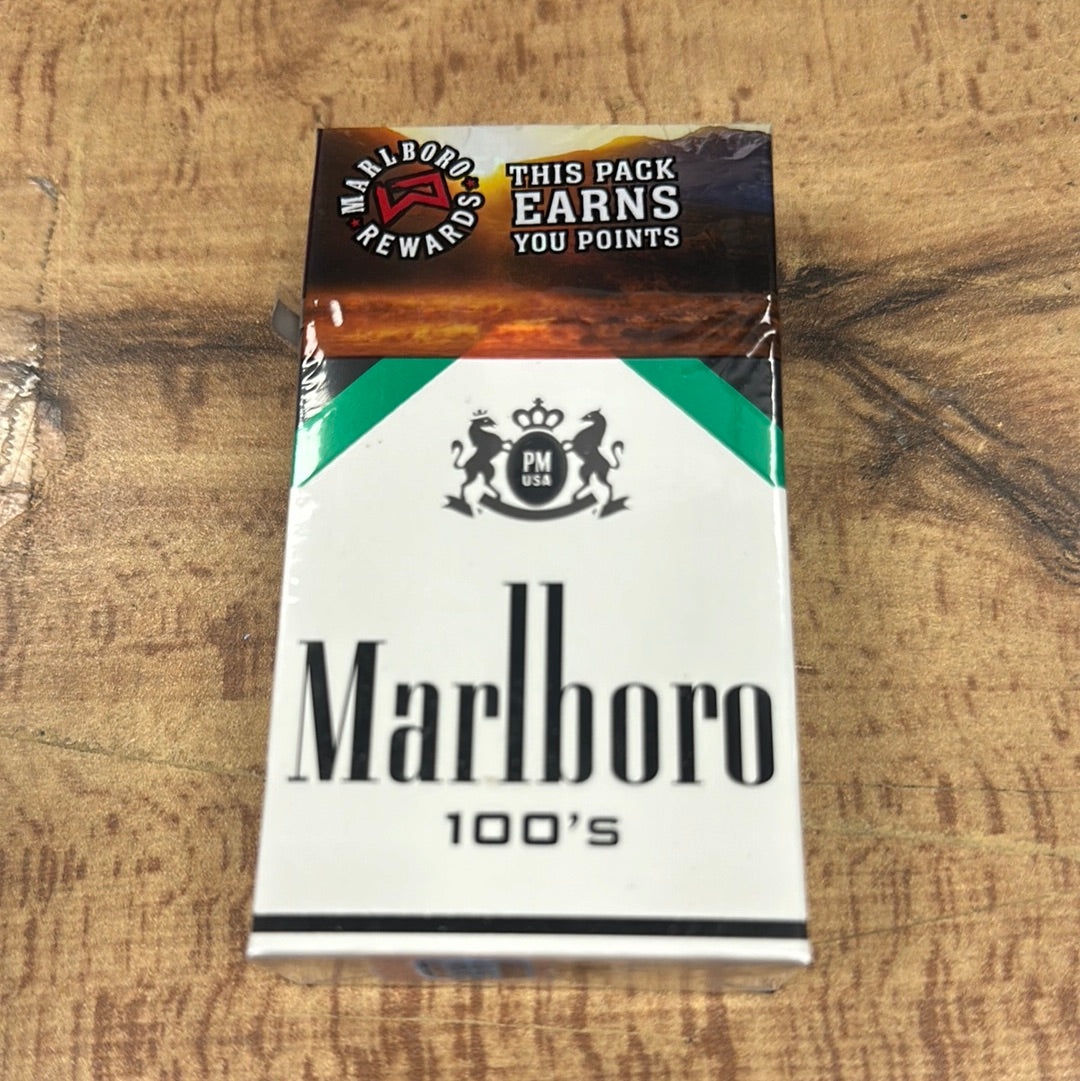 MARLBORO
REWARDS
THIS PACK
EARNS
YOU POINTS
PM
USA
Marlboro
100's